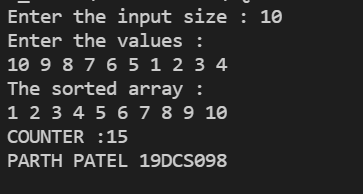 Enter the input size : 10
Enter the values :
10 9 8 7 6 5 1 2 3 4
The sorted array :
1 2 3 4 5 6 7 8 9 10
COUNTER :15
PARTH PATEL 19DCS098